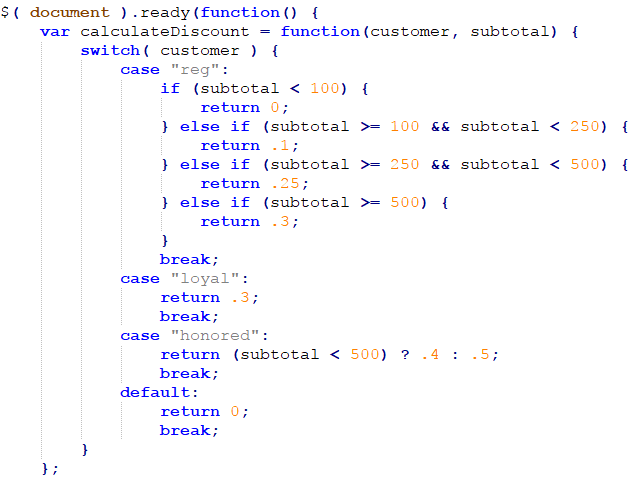 $( document ).ready(function() {
    var calculateDiscount = function(customer, subtotal) {
        switch( customer ) {
            case "reg":
                if (subtotal < 100) {
                    return 0;
                } else if (subtotal >= 100 && subtotal < 250) {
                    return .1;
                } else if (subtotal >= 250 && subtotal < 500) {
                    return .25;
                } else if (subtotal >= 500) {
                    return .3;
                }
                break;
            case "loyal":
                return .3;
                break;
            case "honored":
                return (subtotal < 500) ? .4 : .5;
                break;
            default:
                return 0;
                break;
        }
    };